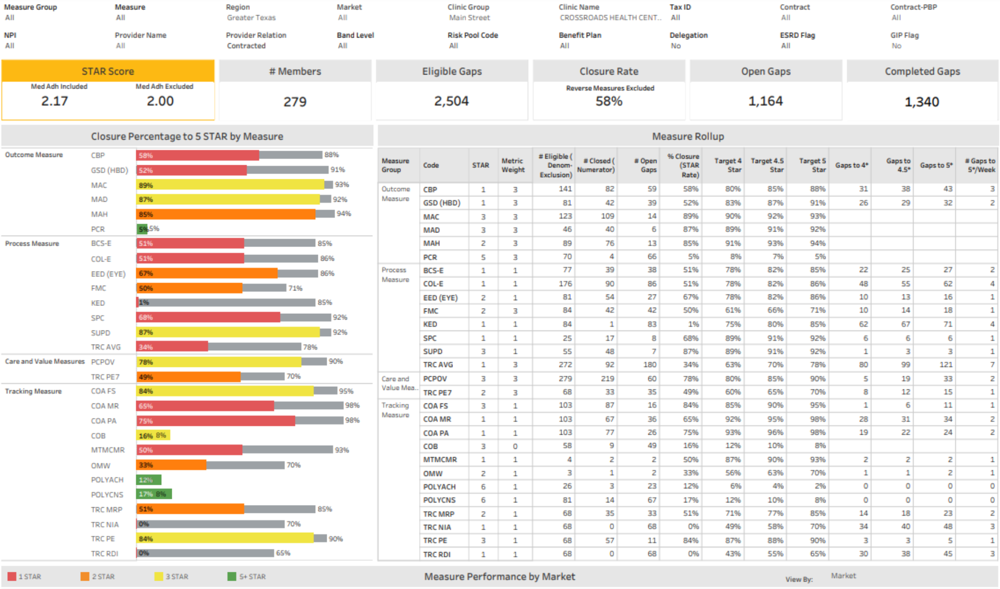 Measure Group Measure Region Market Clinic Group Clinic Name Tax ID Contract Contract-PBP
All All Greater Texas All Main Street CROSSROADS HEALTH CENT.. All All All
NPI Provider Name Provider Relation Band Level Risk Pool Code Benefit Plan Delegation ESRD Flag GIP Flag
All All Contracted All All All No All No
STAR Score # Members Eligible Gaps Closure Rate Open Gaps Completed Gaps
Med Adh Included Med Adh Excluded Reverse Measures Excluded
2.17 2.00 279 2,504 58% 1,164 1,340
Closure Percentage to 5 STAR by Measure
Outcome Measure CBP 58% 88%
GSD (HBD) 52% 91%
MAC 89% 93%
MAD 87% 92%
MAH 85% 94%
PCR 5% 5%
Process Measure BCS-E 51% 85%
COL-E 51% 86%
EED (EYE) 67% 86%
FMC 50% 71%
KED 1% 85%
SPC 68% 92%
SUPD 87% 92%
TRC AVG 34% 78%
Care and Value Measures PCPOV 78% 90%
TRC PE7 49% 70%
Tracking Measure COA FS 84% 95%
COA MR 65% 98%
COA PA 75% 98%
COB 16% 8%
MTMCMR 50% 93%
OMW 33% 70%
POLYACH 12%
POLYCNS 17% 8%
TRC MRP 51% 85%
TRC NIA 0% 70%
TRC PE 84% 90%
TRC RDI 0% 65%
Measure Rollup
Measure Group Code STAR Metric Weight # Eligible ( Denom- Exclusion) # Closed ( Numerator) # Open Gaps % Closure (STAR Rate) Target 4 Star Target 4.5 Star Target 5 Star Gaps to 4* Gaps to 4.5* Gaps to 5* # Gaps to 5*/Week
Outcome Measure CBP 1 3 141 82 59 58% 80% 85% 88% 31 38 43 3
GSD (HBD) 1 3 81 42 39 52% 83% 87% 91% 26 29 32 2
MAC 3 3 123 109 14 89% 90% 92% 93%
MAD 3 3 46 40 6 87% 89% 91% 92%
MAH 2 3 89 76 13 85% 91% 93% 94%
PCR 5 3 70 4 66 5% 8% 7% 5%
Process Measure BCS-E 1 1 77 39 38 51% 78% 82% 85% 22 25 27 2
COL-E 1 1 176 90 86 51% 78% 82% 86% 48 55 62 4
EED (EYE) 2 1 81 54 27 67% 78% 82% 86% 10 13 16 1
FMC 2 3 84 42 42 50% 61% 66% 71% 10 14 18 1
KED 1 1 84 1 83 1% 75% 80% 85% 62 67 71 4
SPC 1 1 25 17 8 68% 89% 91% 92% 6 6 6 1
SUPD 3 1 55 48 7 87% 89% 91% 92% 1 3 3 1
TRC AVG 1 3 272 92 180 34% 63% 70% 78% 80 99 121 7
Care and Value Mea.. PCPOV 3 3 279 219 60 78% 80% 85% 90% 5 19 33 2
TRC PE7 2 3 68 33 35 49% 60% 65% 70% 8 12 15 1
Tracking Measure COA FS 3 1 103 87 16 84% 85% 90% 95% 1 6 11 1
COA MR 1 1 103 67 36 65% 92% 95% 98% 28 31 34 2
COA PA 1 1 103 77 26 75% 93% 96% 98% 19 22 24 2
COB 3 0 58 9 49 16% 12% 10% 8%
MTMCMR 1 1 4 2 2 50% 87% 90% 93% 2 2 2 1
OMW 2 1 3 1 2 33% 56% 63% 70% 1 1 2 1
POLYACH 6 1 26 3 23 12% 6% 4% 2% 0 0 0 0
POLYCNS 6 1 81 14 67 17% 12% 10% 8% 0 0 0 0
TRC MRP 2 1 68 35 33 51% 71% 77% 85% 14 18 23 2
TRC NIA 1 1 68 0 68 0% 49% 58% 70% 34 40 48 3
TRC PE 3 1 68 57 11 84% 87% 88% 90% 3 3 5 1
TRC RDI 1 1 68 0 68 0% 43% 55% 65% 30 38 45 3
1 STAR 2 STAR 3 STAR 5+ STAR Measure Performance by Market View By: Market